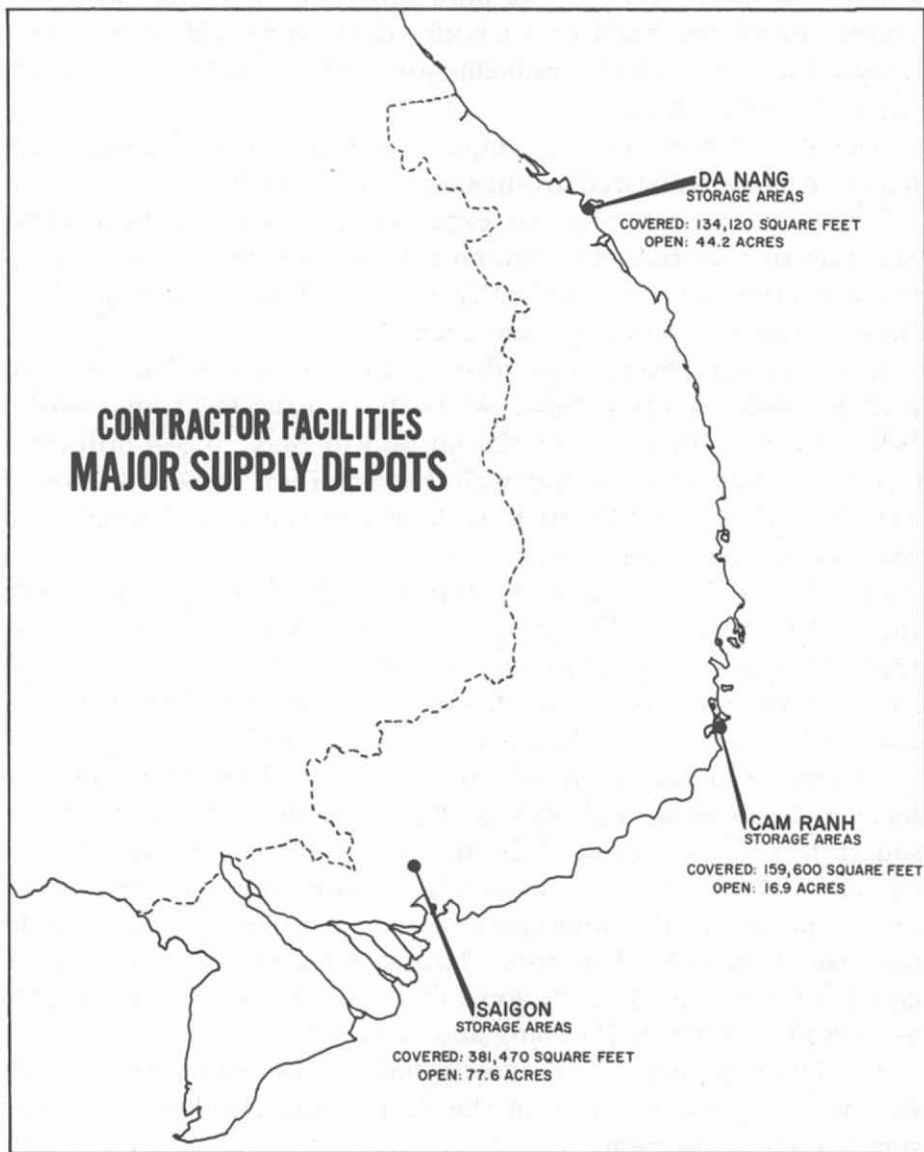 DA NANG
STORAGE AREAS
COVERED: 134,120 SQUARE FEET
OPEN: 44.2 ACRES
CONTRACTOR FACILITIES
MAJOR SUPPLY DEPOTS
CAM RANH
STORAGE AREAS
COVERED: 159,600 SQUARE FEET
OPEN: 16.9 ACRES
SAIGON
STORAGE AREAS
COVERED: 381,470 SQUARE FEET
OPEN: 77.6 ACRES